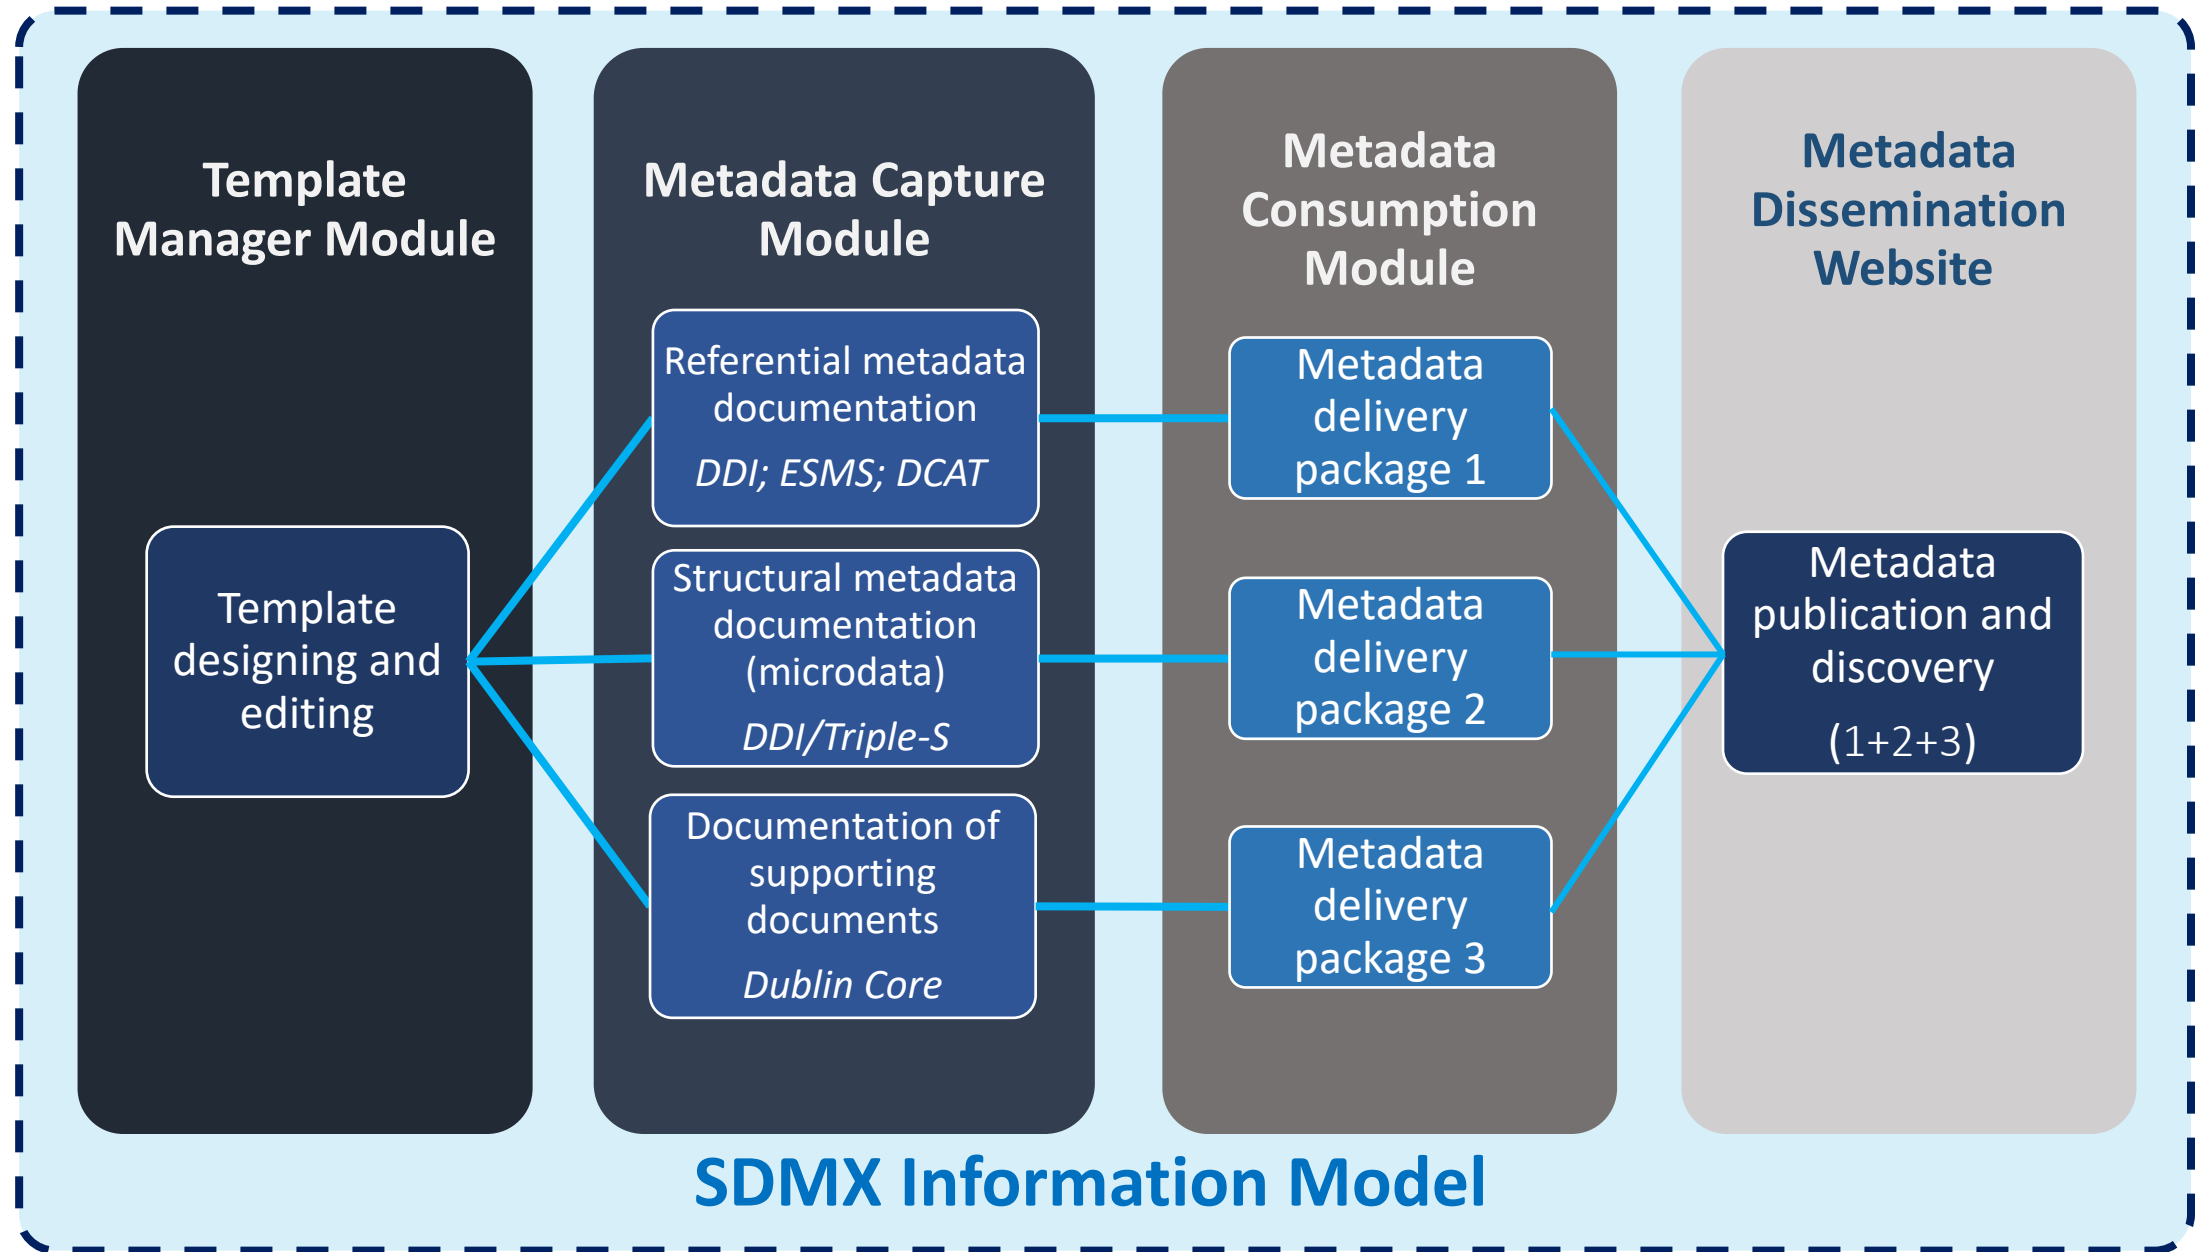 Template
Manager Module
Template
designing and
editing
Metadata Capture
Module
Referential metadata
documentation
DDI; ESMS; DCAT
Structural metadata
documentation
(microdata)
DDI/Triple-S
Documentation of
supporting
documents
Dublin Core
Metadata
Consumption
Module
Metadata
delivery
package 1
Metadata
delivery
package 2
Metadata
delivery
package 3
Metadata
Dissemination
Website
Metadata
publication and
discovery
(1+2+3)
SDMX Information Model